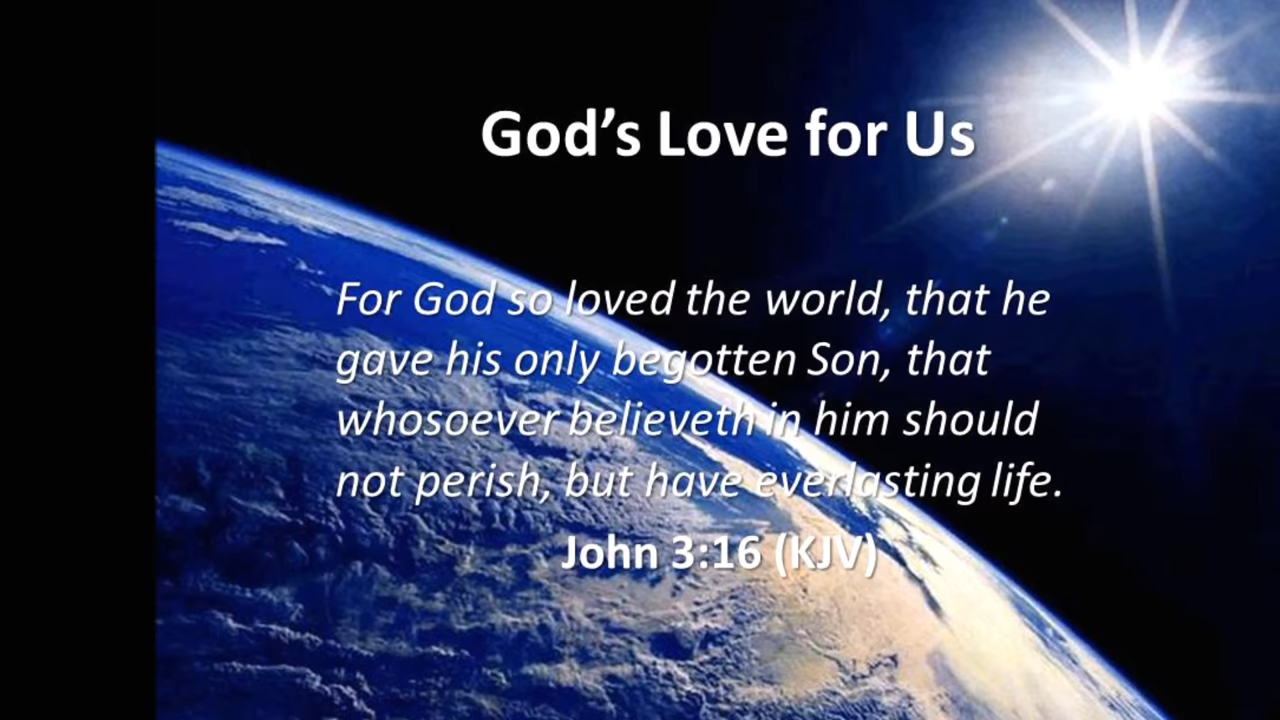 God’s Love for Us
For God so loved the world, that he
gave his only begotten Son, that
whosoever believeth in him should
not perish, but have everlasting life.
John 3:16 (KJV)